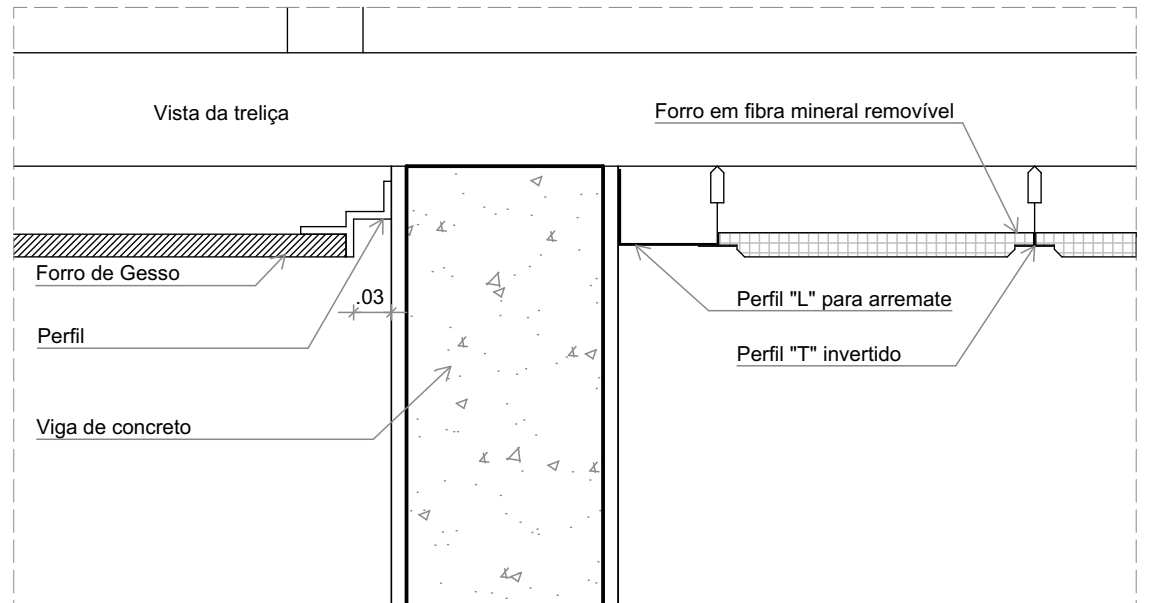 Vista da treliça
Forro em fibra mineral removível
Forro de Gesso
.03
Perfil "L" para arremate
Perfil
Perfil "T" invertido
Viga de concreto